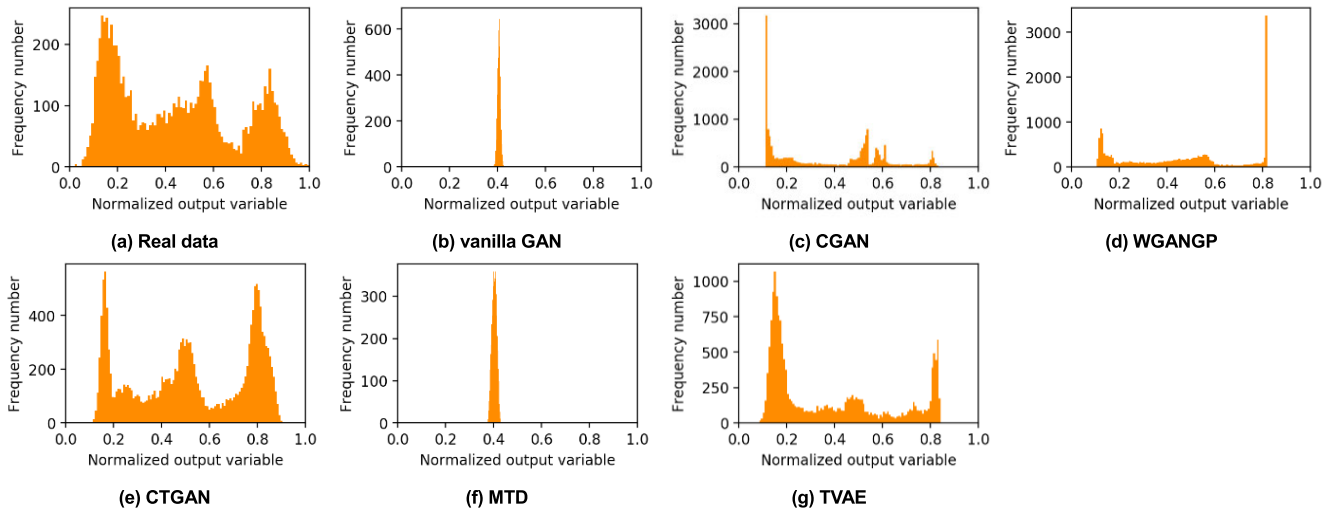 Frequency number
200
100
0
0.0 0.2 0.4 0.6 0.8 1.0
Normalized output variable
(a) Real data
Frequency number
600
400
200
0
0.0 0.2 0.4 0.6 0.8 1.0
Normalized output variable
(b) vanilla GAN
Frequency number
3000
2000
1000
0
0.0 0.2 0.4 0.6 0.8 1.0
Normalized output variable
(c) CGAN
Frequency number
3000
2000
1000
0
0.0 0.2 0.4 0.6 0.8 1.0
Normalized output variable
(d) WGANGP
Frequency number
400
200
0
0.0 0.2 0.4 0.6 0.8 1.0
Normalized output variable
(e) CTGAN
Frequency number
300
200
100
0
0.0 0.2 0.4 0.6 0.8 1.0
Normalized output variable
(f) MTD
Frequency number
1000
750
500
250
0
0.0 0.2 0.4 0.6 0.8 1.0
Normalized output variable
(g) TVAE